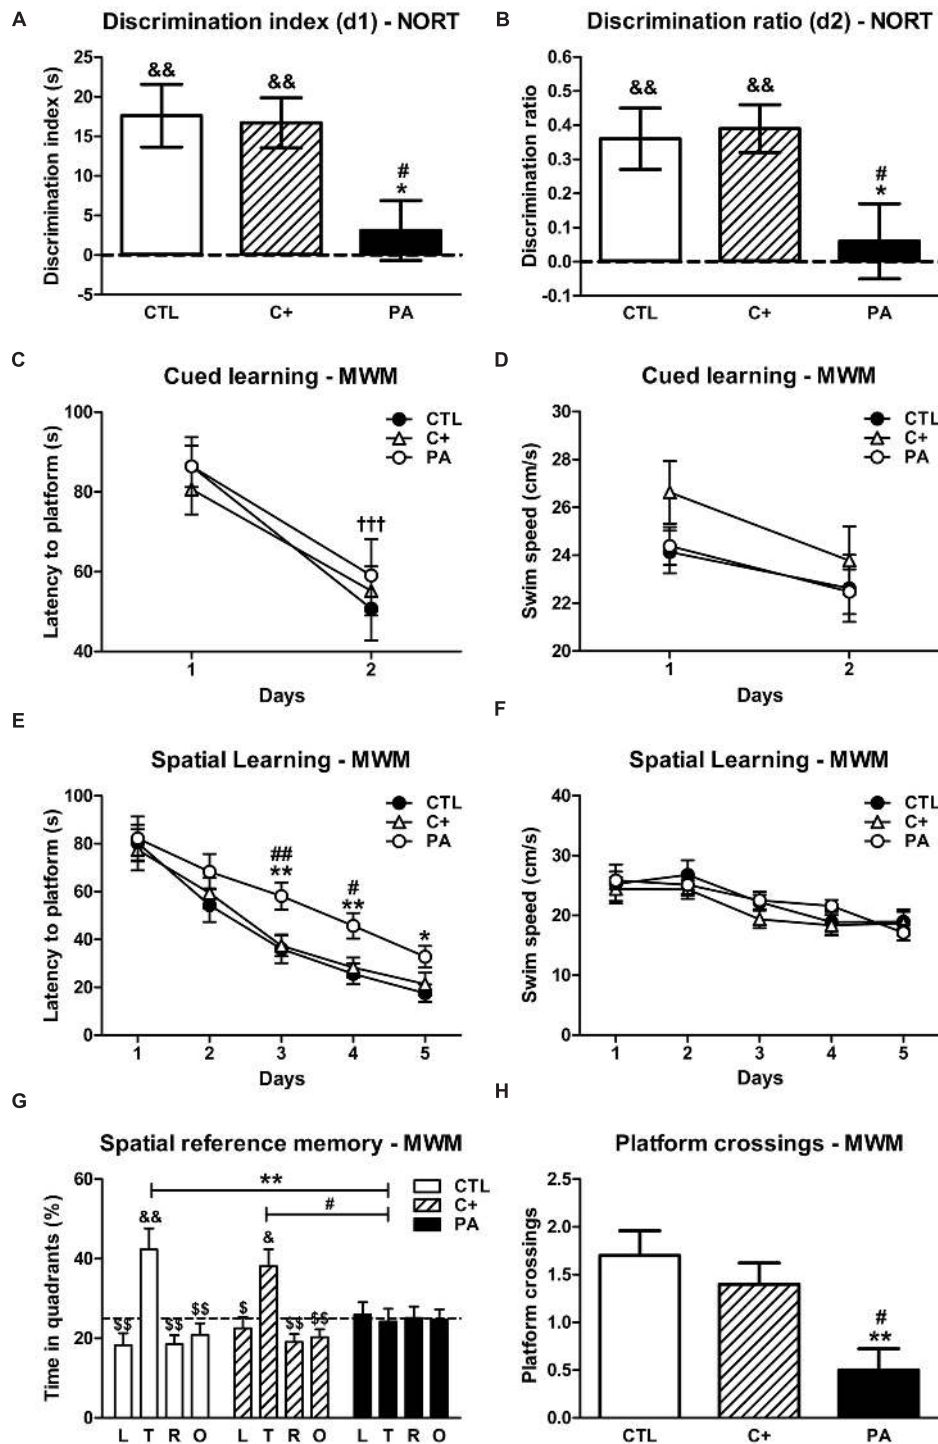 A
Discrimination index (d1) - NORT
Discrimination index (s)
25
20
15
10
5
0
-5
&&
&&
#
*
CTL
C+
PA
B
Discrimination ratio (d2) - NORT
Discrimination ratio
0.6
0.5
0.4
0.3
0.2
0.1
0.0
-0.1
&&
&&
#
*
CTL
C+
PA
C
Cued learning - MWM
Latency to platform (s)
100
80
60
40
CTL
C+
PA
†††
1
2
Days
D
Cued learning - MWM
Swim speed (cm/s)
30
28
26
24
22
20
CTL
C+
PA
1
2
Days
E
Spatial Learning - MWM
Latency to platform (s)
100
80
60
40
20
0
CTL
C+
PA
##
**
#
**
*
1
2
3
4
5
Days
F
Spatial Learning - MWM
Swim speed (cm/s)
40
30
20
10
0
CTL
C+
PA
1
2
3
4
5
Days
G
Spatial reference memory - MWM
Time in quadrants (%)
60
40
20
0
**
#
CTL
C+
PA
$$
&&
$$
$$
$
&
$$
$$
L T R O
L T R O
L T R O
H
Platform crossings - MWM
Platform crossings
2.5
2.0
1.5
1.0
0.5
0.0
#
**
CTL
C+
PA